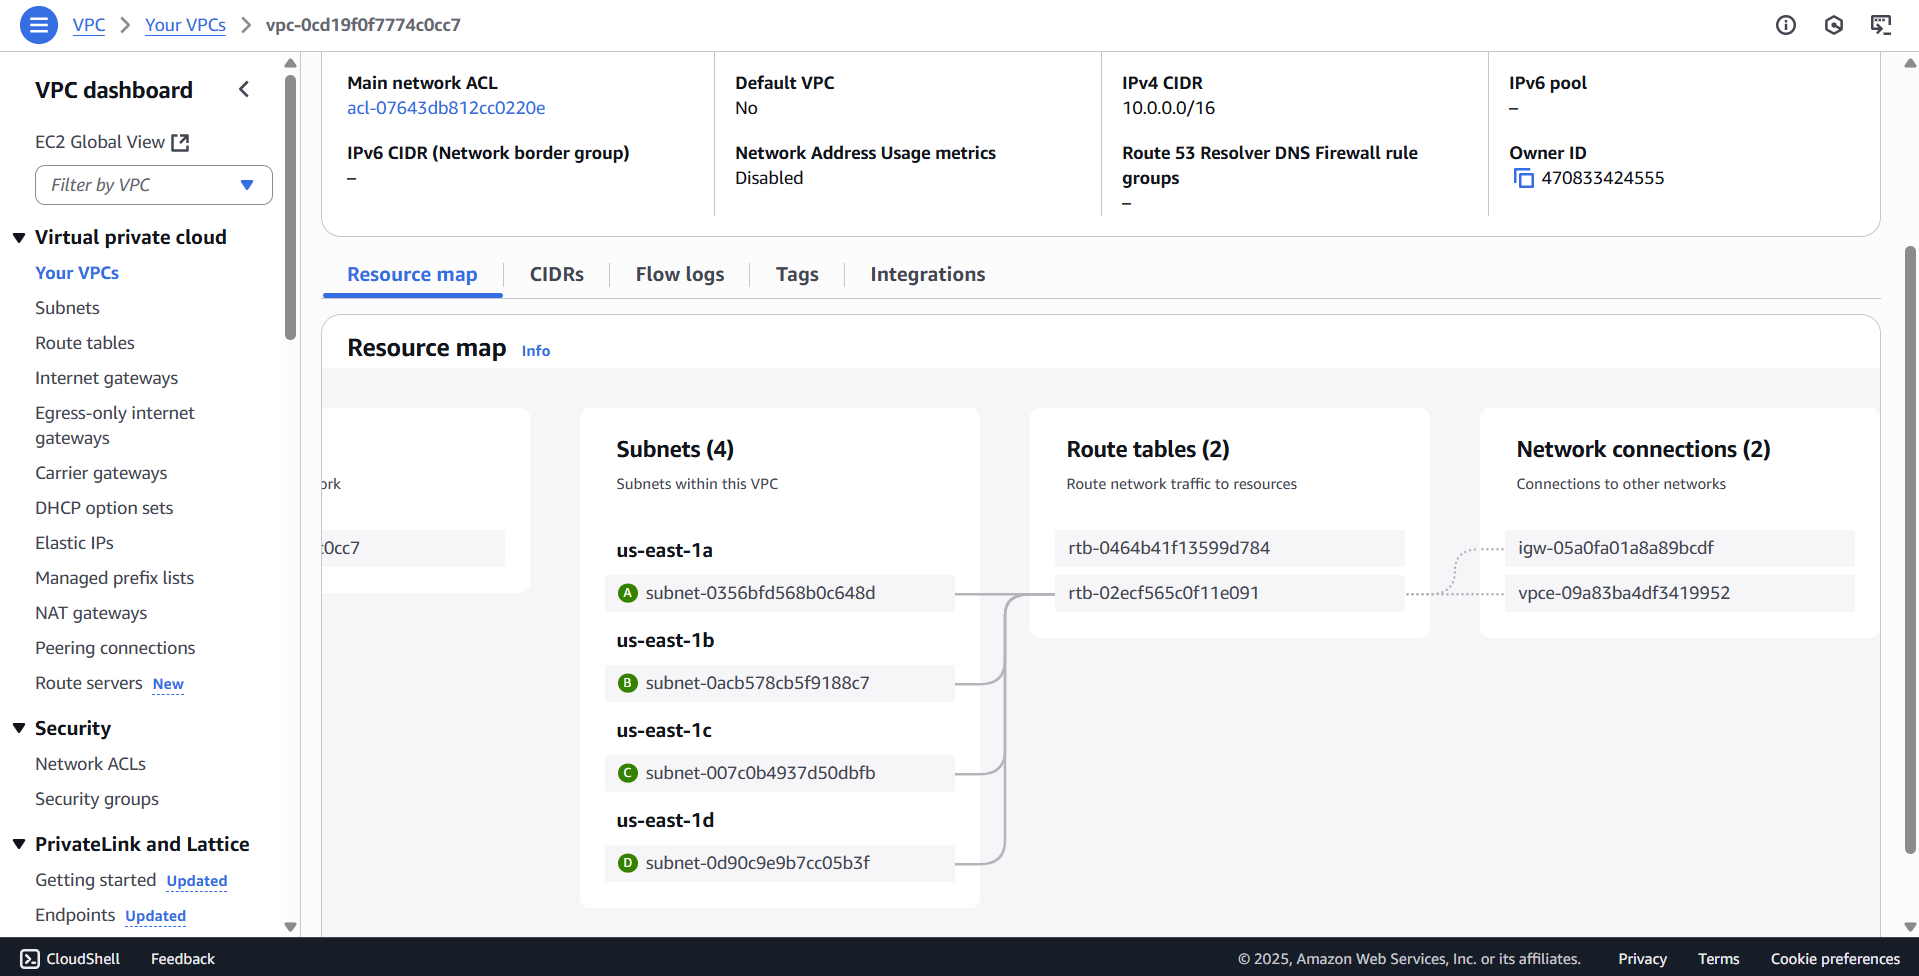 VPC > Your VPCs > vpc-0cd19f0f7774c0cc7
VPC dashboard
EC2 Global View
Filter by VPC
Virtual private cloud
Your VPCs
Subnets
Route tables
Internet gateways
Egress-only internet
gateways
Carrier gateways
DHCP option sets
Elastic IPs
Managed prefix lists
NAT gateways
Peering connections
Route servers New
Security
Network ACLs
Security groups
PrivateLink and Lattice
Getting started Updated
Endpoints Updated
Main network ACL
acl-07643db812cc0220e
Default VPC
No
IPv4 CIDR
10.0.0.0/16
IPv6 pool
–
IPv6 CIDR (Network border group)
–
Network Address Usage metrics
Disabled
Route 53 Resolver DNS Firewall rule
groups
–
Owner ID
470833424555
Resource map
CIDRs
Flow logs
Tags
Integrations
Resource map Info
ork
c0cc7
Subnets (4)
Subnets within this VPC
us-east-1a
A subnet-0356bfd568b0c648d
us-east-1b
B subnet-0acb578cb5f9188c7
us-east-1c
C subnet-007c0b4937d50dbfb
us-east-1d
D subnet-0d90c9e9b7cc05b3f
Route tables (2)
Route network traffic to resources
rtb-0464b41f13599d784
rtb-02ecf565c0f11e091
Network connections (2)
Connections to other networks
igw-05a0fa01a8a89bcdf
vpce-09a83ba4df3419952
CloudShell
Feedback
© 2025, Amazon Web Services, Inc. or its affiliates.
Privacy
Terms
Cookie preferences